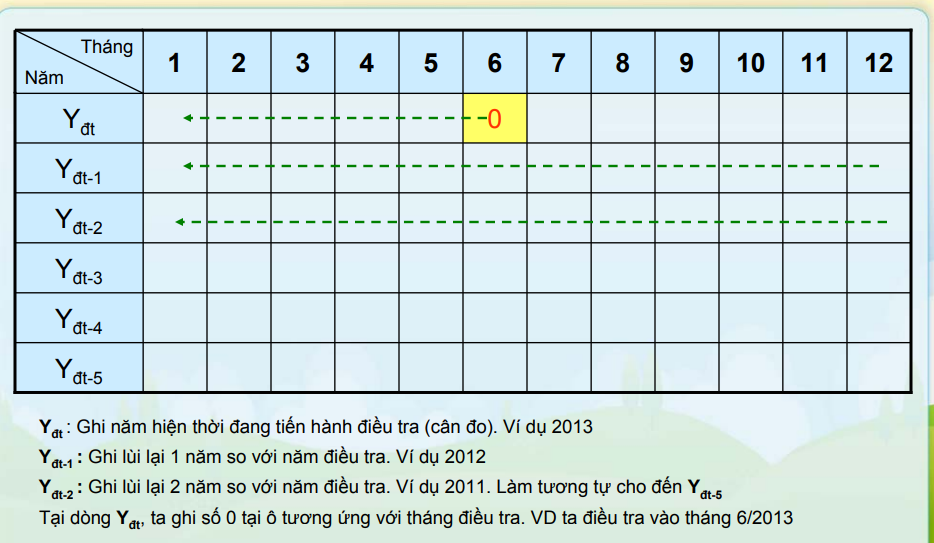 Tháng
Năm
1 2 3 4 5 6 7 8 9 10 11 12
Yđt 0
Yđt-1
Yđt-2
Yđt-3
Yđt-4
Yđt-5
Yđt : Ghi năm hiện thời đang tiến hành điều tra (cân đo). Ví dụ 2013
Yđt-1 : Ghi lùi lại 1 năm so với năm điều tra. Ví dụ 2012
Yđt-2 : Ghi lùi lại 2 năm so với năm điều tra. Ví dụ 2011. Làm tương tự cho đến Yđt-5
Tại dòng Yđt, ta ghi số 0 tại ô tương ứng với tháng điều tra. VD ta điều tra vào tháng 6/2013